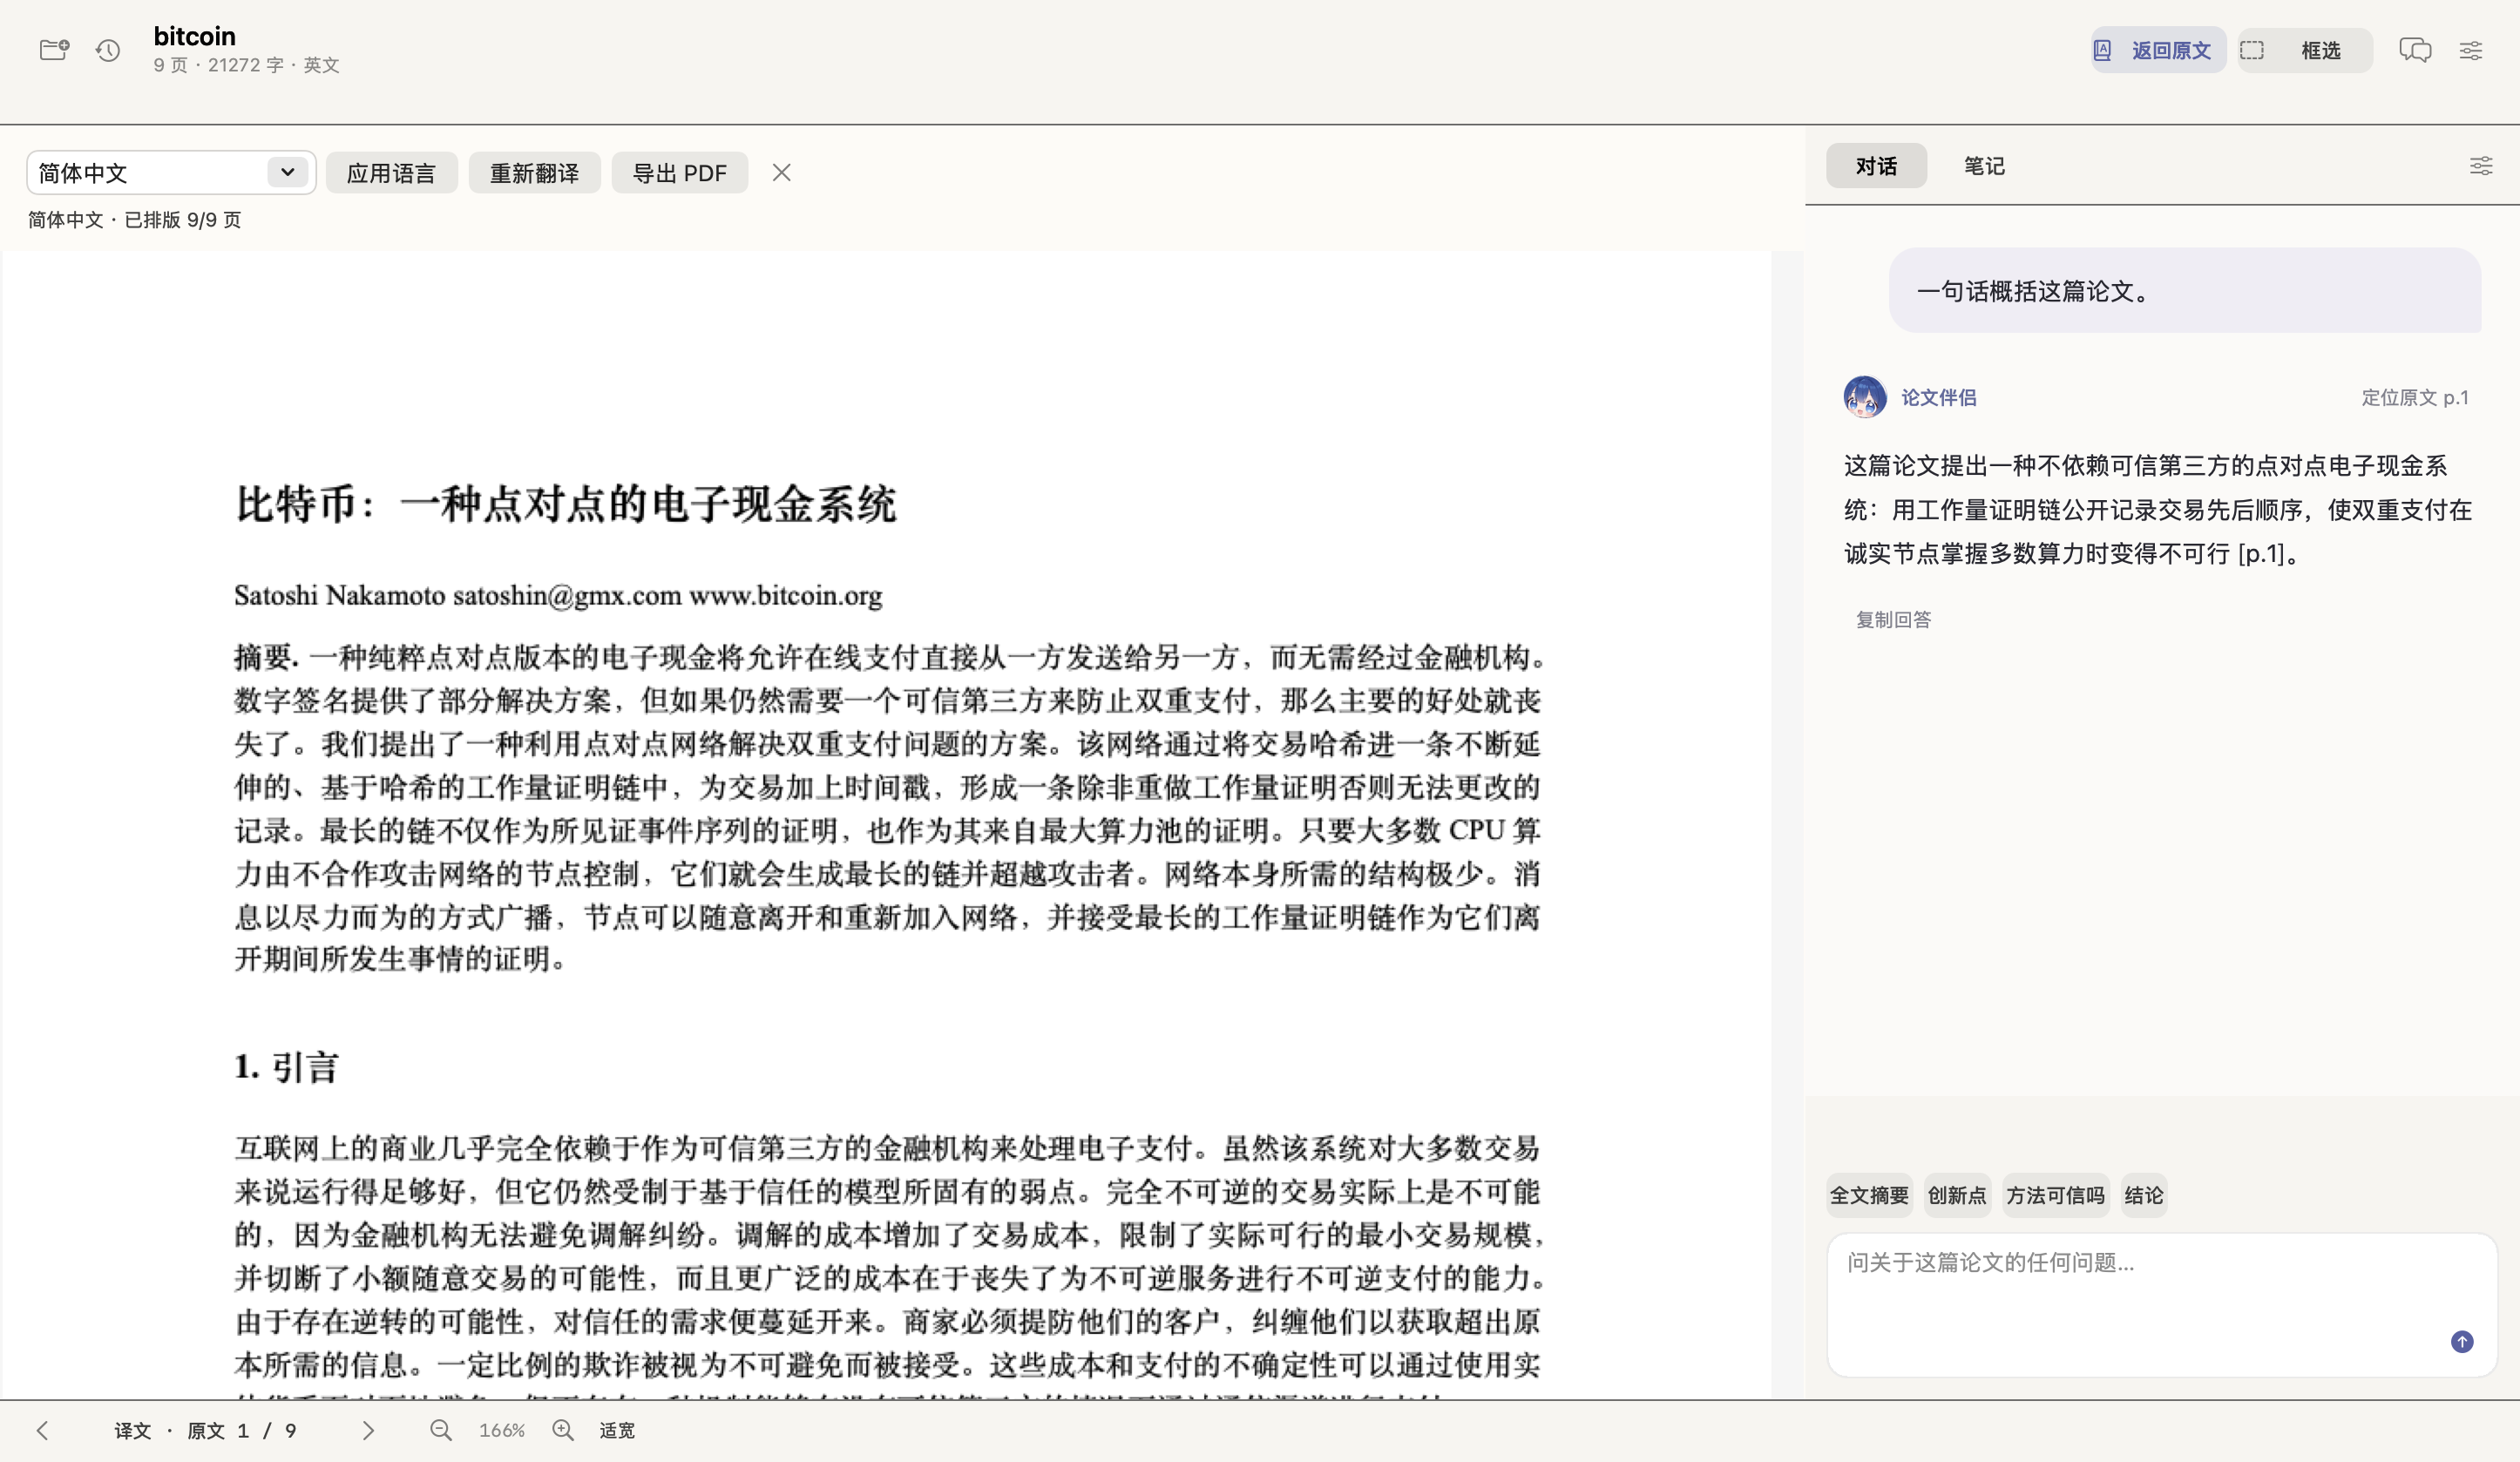 bitcoin
9 页 · 21272 字 · 英文
返回原文
框选
简体中文
应用语言
重新翻译
导出 PDF
简体中文 · 已排版 9/9 页
比特币：一种点对点的电子现金系统
Satoshi Nakamoto satoshin@gmx.com www.bitcoin.org
摘要. 一种纯粹点对点版本的电子现金将允许在线支付直接从一方发送给另一方，而无需经过金融机构。
数字签名提供了部分解决方案，但如果仍然需要一个可信第三方来防止双重支付，那么主要的好处就丧
失了。我们提出了一种利用点对点网络解决双重支付问题的方案。该网络通过将交易哈希进一条不断延
伸的、基于哈希的工作量证明链中，为交易加上时间戳，形成一条除非重做工作量证明否则无法更改的
记录。最长的链不仅作为所见证事件序列的证明，也作为其来自最大算力池的证明。只要大多数 CPU 算
力由不合作攻击网络的节点控制，它们就会生成最长的链并超越攻击者。网络本身所需的结构极少。消
息以尽力而为的方式广播，节点可以随意离开和重新加入网络，并接受最长的工作量证明链作为它们离
开期间所发生事情的证明。
1. 引言
互联网上的商业几乎完全依赖于作为可信第三方的金融机构来处理电子支付。虽然该系统对大多数交易
来说运行得足够好，但它仍然受制于基于信任的模型所固有的弱点。完全不可逆的交易实际上是不可能
的，因为金融机构无法避免调解纠纷。调解的成本增加了交易成本，限制了实际可行的最小交易规模，
并切断了小额随意交易的可能性，而且更广泛的成本在于丧失了为不可逆服务进行不可逆支付的能力。
由于存在逆转的可能性，对信任的需求便蔓延开来。商家必须提防他们的客户，纠缠他们以获取超出原
本所需的信息。一定比例的欺诈被视为不可避免而被接受。这些成本和支付的不确定性可以通过使用实
译文 · 原文 1 / 9
166%
适宽
对话
笔记
一句话概括这篇论文。
论文伴侣
定位原文 p.1
这篇论文提出一种不依赖可信第三方的点对点电子现金系
统：用工作量证明链公开记录交易先后顺序，使双重支付在
诚实节点掌握多数算力时变得不可行 [p.1]。
复制回答
全文摘要
创新点
方法可信吗
结论
问关于这篇论文的任何问题...